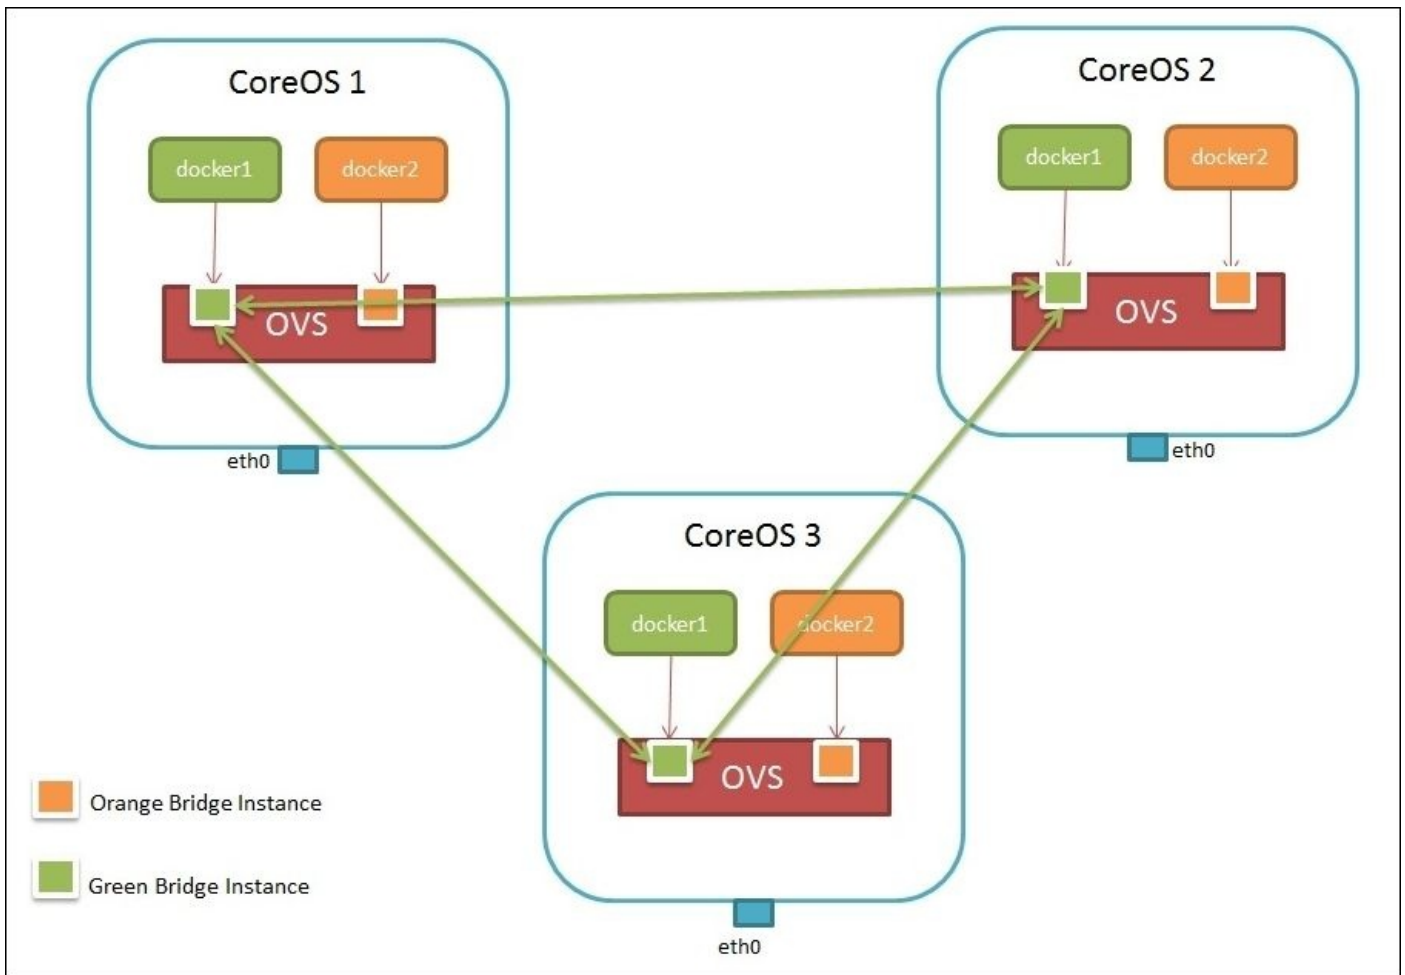 CoreOS 1
docker1
docker2
OVS
eth0
CoreOS 2
docker1
docker2
OVS
eth0
CoreOS 3
docker1
docker2
OVS
eth0
Orange Bridge Instance
Green Bridge Instance